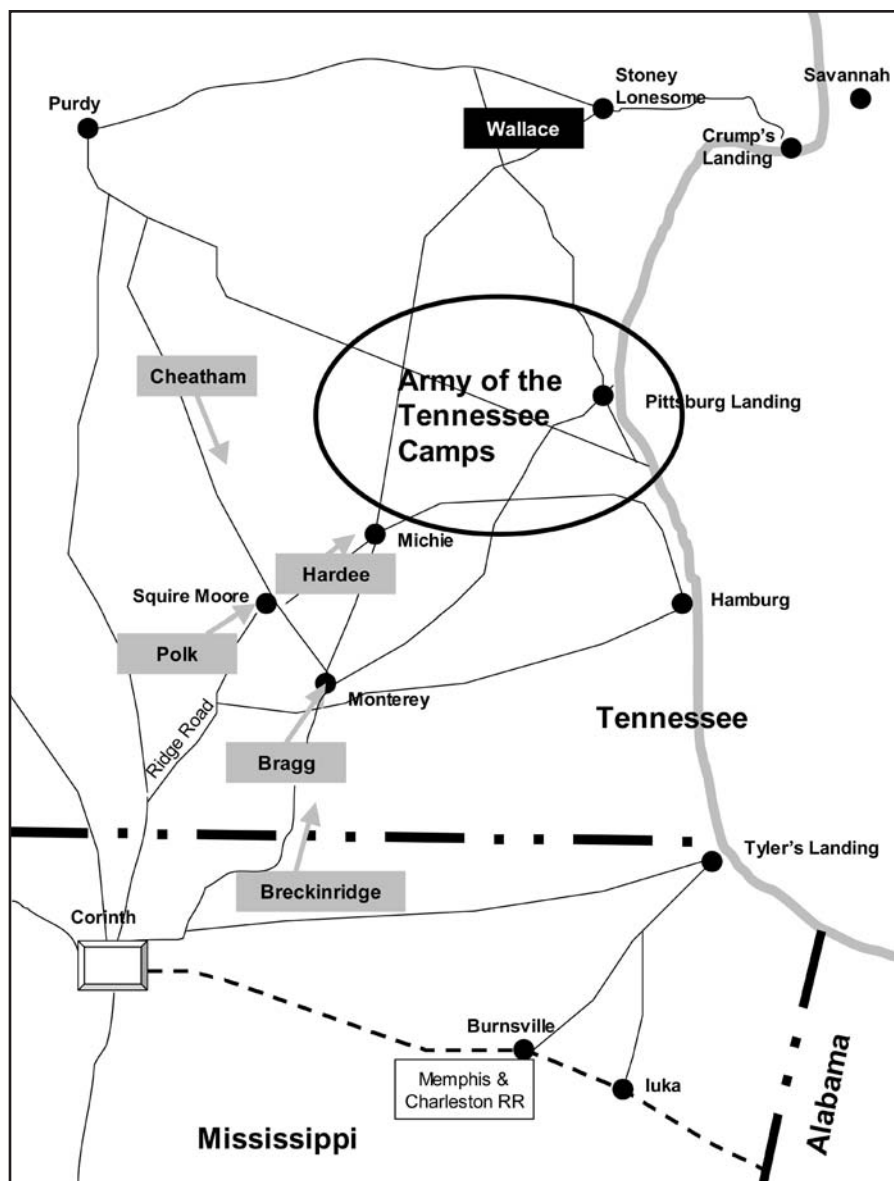 Purdy
Stoney
Lonesome
Savannah
Wallace
Crump's
Landing
Cheatham
Army of the
Tennessee
Camps
Pittsburg Landing
Michie
Hardee
Squire Moore
Hamburg
Polk
Monterey
Ridge Road
Tennessee
Bragg
Tyler's Landing
Breckinridge
Corinth
Burnsville
Memphis &
Charleston RR
Iuka
Alabama
Mississippi